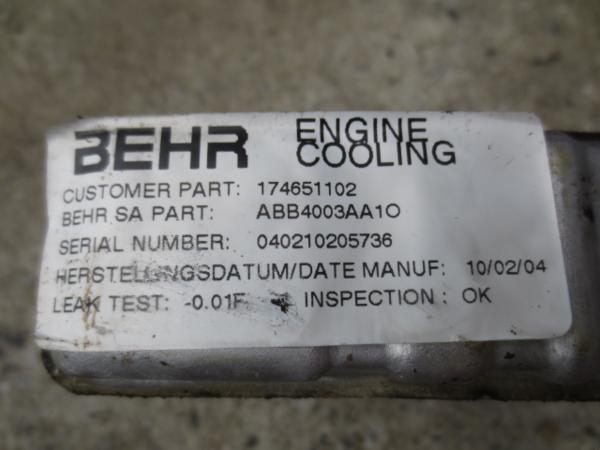 BEHR ENGINE COOLING
CUSTOMER PART: 174651102
BEHR SA PART: ABB4003AA1O
SERIAL NUMBER: 040210205736
HERSTELLUNGSDATUM/DATE MANUF: 10/02/04
LEAK TEST: -0.01F INSPECTION : OK